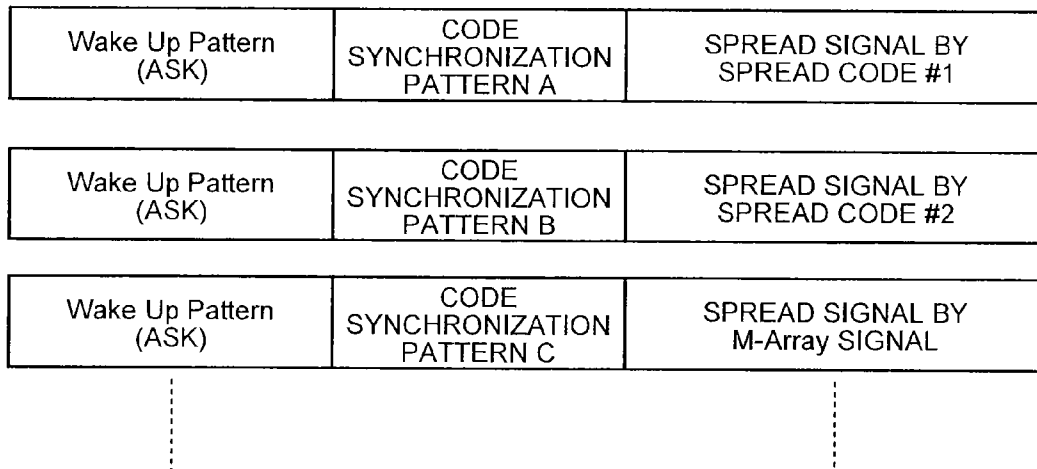 Wake Up Pattern
(ASK)
CODE
SYNCHRONIZATION
PATTERN A
SPREAD SIGNAL BY
SPREAD CODE #1
Wake Up Pattern
(ASK)
CODE
SYNCHRONIZATION
PATTERN B
SPREAD SIGNAL BY
SPREAD CODE #2
Wake Up Pattern
(ASK)
CODE
SYNCHRONIZATION
PATTERN C
SPREAD SIGNAL BY
M-Array SIGNAL